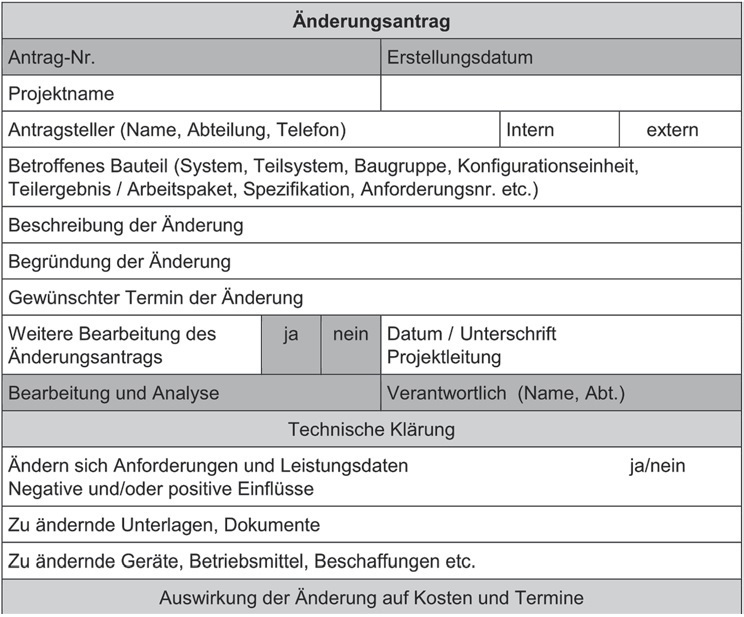 Änderungsantrag
Antrag-Nr. Erstellungsdatum
Projektname
Antragsteller (Name, Abteilung, Telefon) Intern extern
Betroffenes Bauteil (System, Teilsystem, Baugruppe, Konfigurationseinheit,
Teilergebnis / Arbeitspaket, Spezifikation, Anforderungsnr. etc.)
Beschreibung der Änderung
Begründung der Änderung
Gewünschter Termin der Änderung
Weitere Bearbeitung des ja nein Datum / Unterschrift
Änderungsantrags Projektleitung
Bearbeitung und Analyse Verantwortlich (Name, Abt.)
Technische Klärung
Ändern sich Anforderungen und Leistungsdaten ja/nein
Negative und/oder positive Einflüsse
Zu ändernde Unterlagen, Dokumente
Zu ändernde Geräte, Betriebsmittel, Beschaffungen etc.
Auswirkung der Änderung auf Kosten und Termine